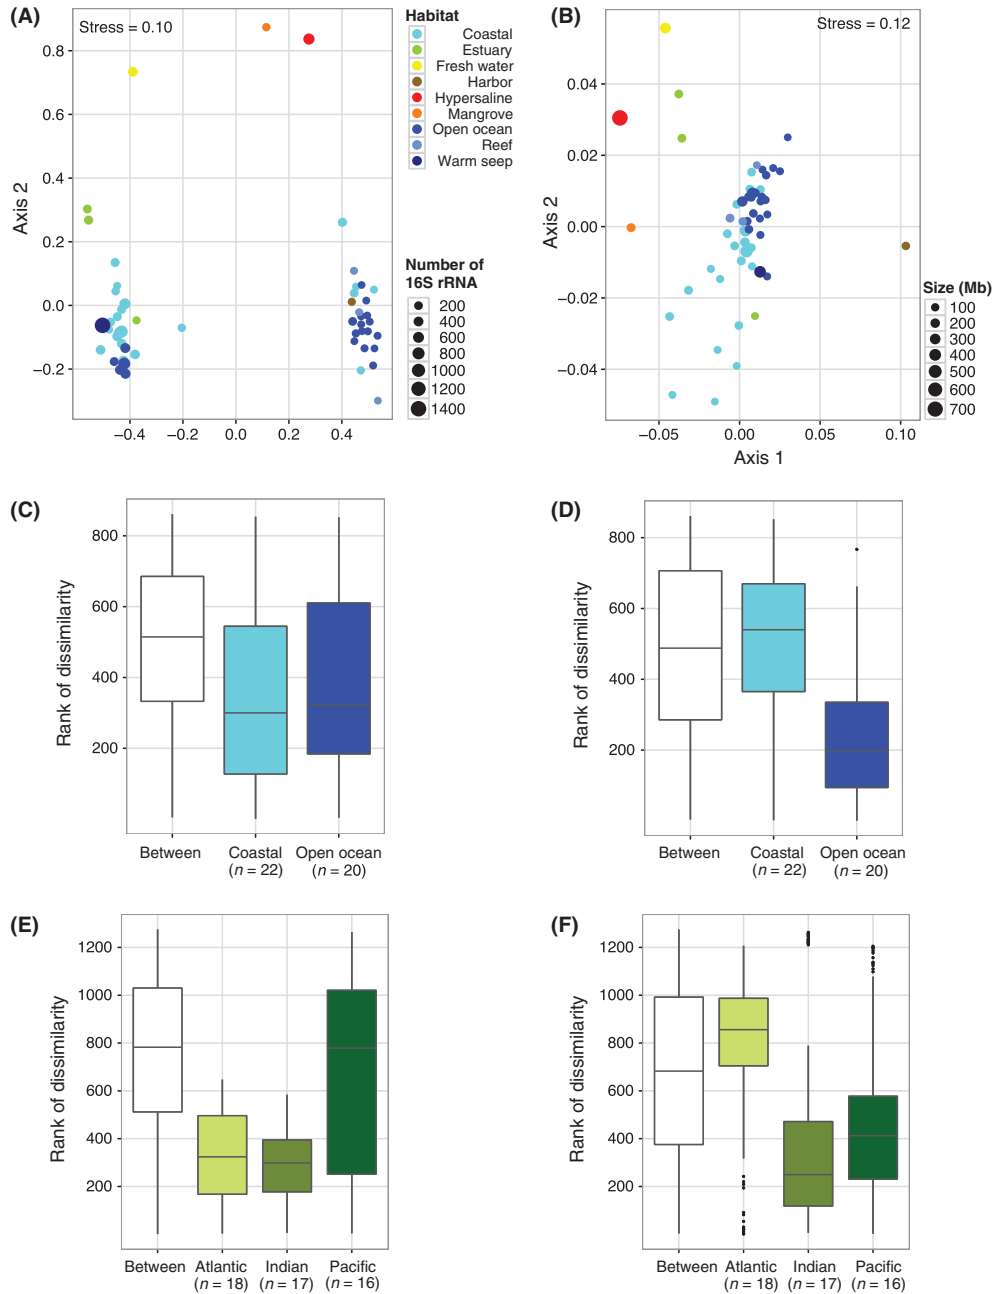 (A)
Stress = 0.10
Axis 2
0.8
0.6
0.4
0.2
0.0
−0.2
−0.4
−0.2
0.0
0.2
0.4
Habitat
Coastal
Estuary
Fresh water
Harbor
Hypersaline
Mangrove
Open ocean
Reef
Warm seep
Number of
16S rRNA
200
400
600
800
1000
1200
1400
(B)
Stress = 0.12
Axis 2
0.04
0.02
0.00
−0.02
−0.04
−0.05
0.00
0.05
0.10
Axis 1
Size (Mb)
100
200
300
400
500
600
700
(C)
Rank of dissimilarity
800
600
400
200
Between
Coastal
(n = 22)
Open ocean
(n = 20)
(D)
Rank of dissimilarity
800
600
400
200
Between
Coastal
(n = 22)
Open ocean
(n = 20)
(E)
Rank of dissimilarity
1200
1000
800
600
400
200
Between
Atlantic
(n = 18)
Indian
(n = 17)
Pacific
(n = 16)
(F)
Rank of dissimilarity
1200
1000
800
600
400
200
Between
Atlantic
(n = 18)
Indian
(n = 17)
Pacific
(n = 16)